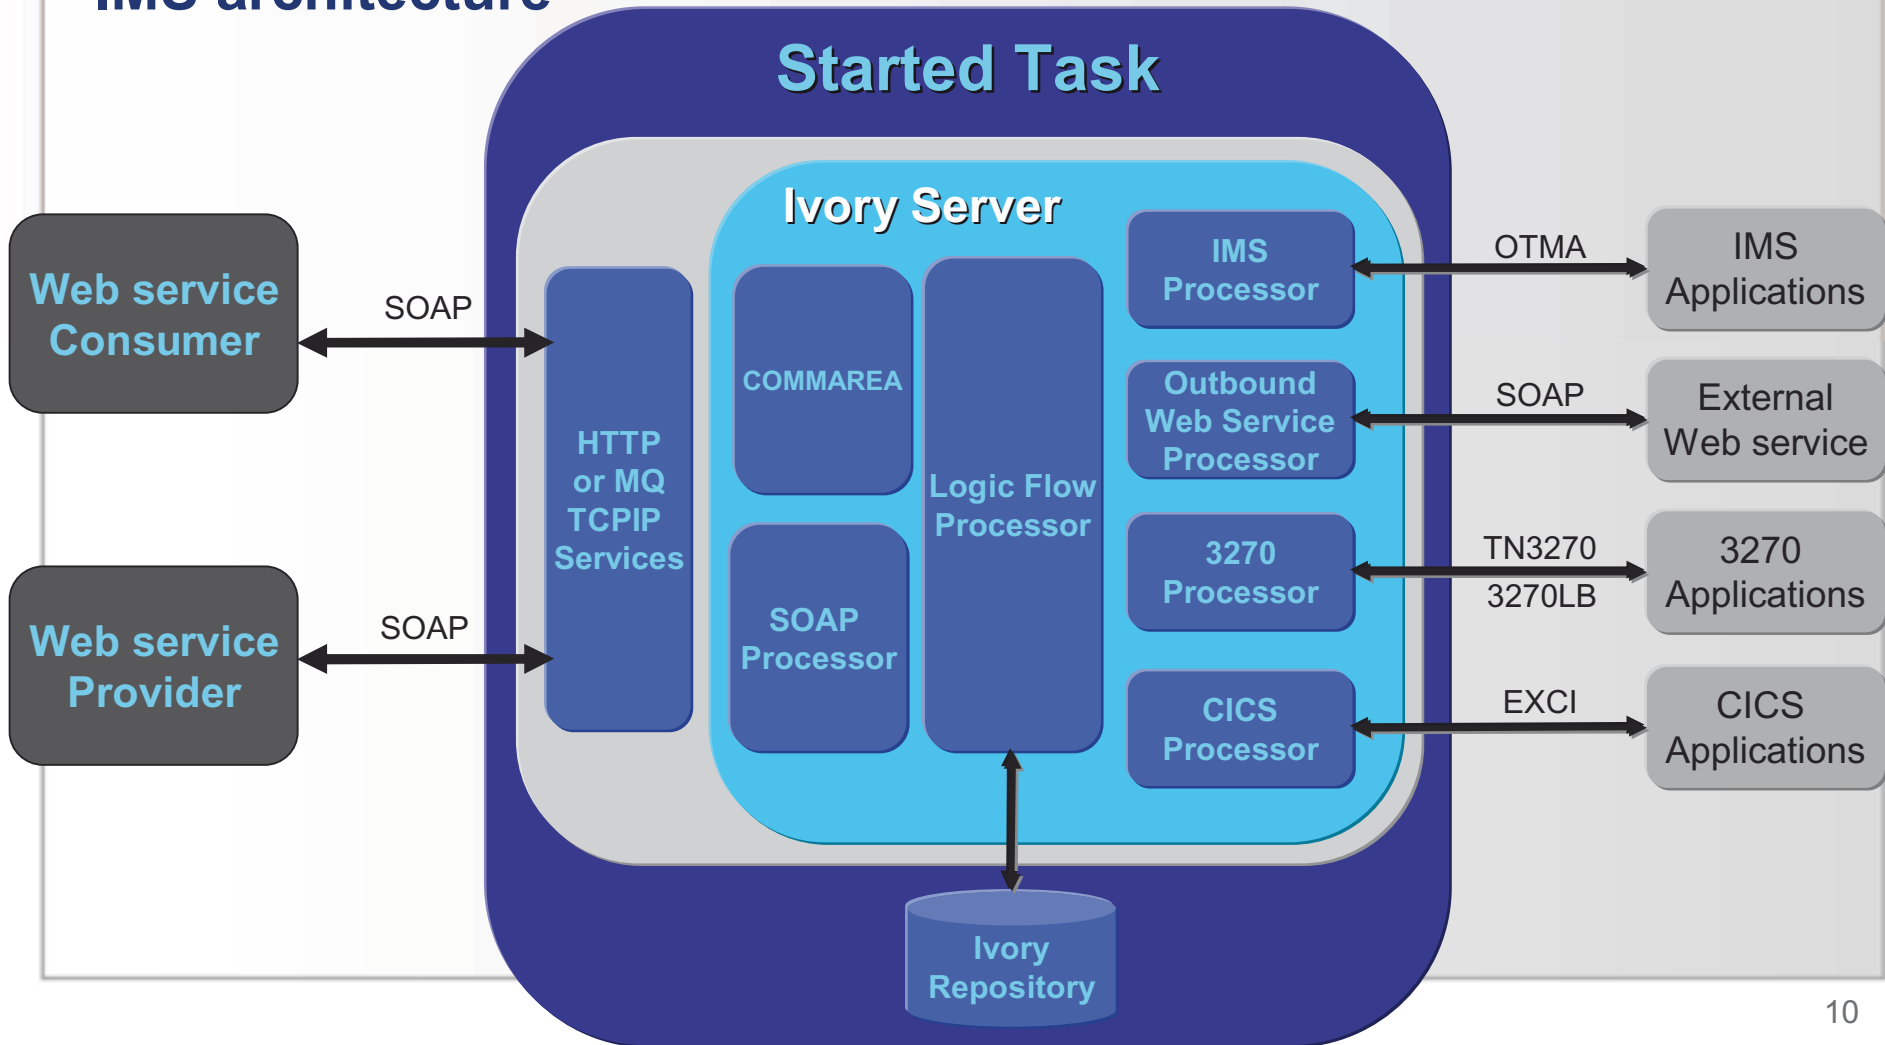 IMS architecture
Started Task
Ivory Server
Web service
Consumer
SOAP
Web service
Provider
SOAP
HTTP
or MQ
TCPIP
Services
COMMAREA
SOAP
Processor
Logic Flow
Processor
IMS
Processor
Outbound
Web Service
Processor
3270
Processor
CICS
Processor
OTMA
SOAP
TN3270
3270LB
EXCI
IMS
Applications
External
Web service
3270
Applications
CICS
Applications
Ivory
Repository
10